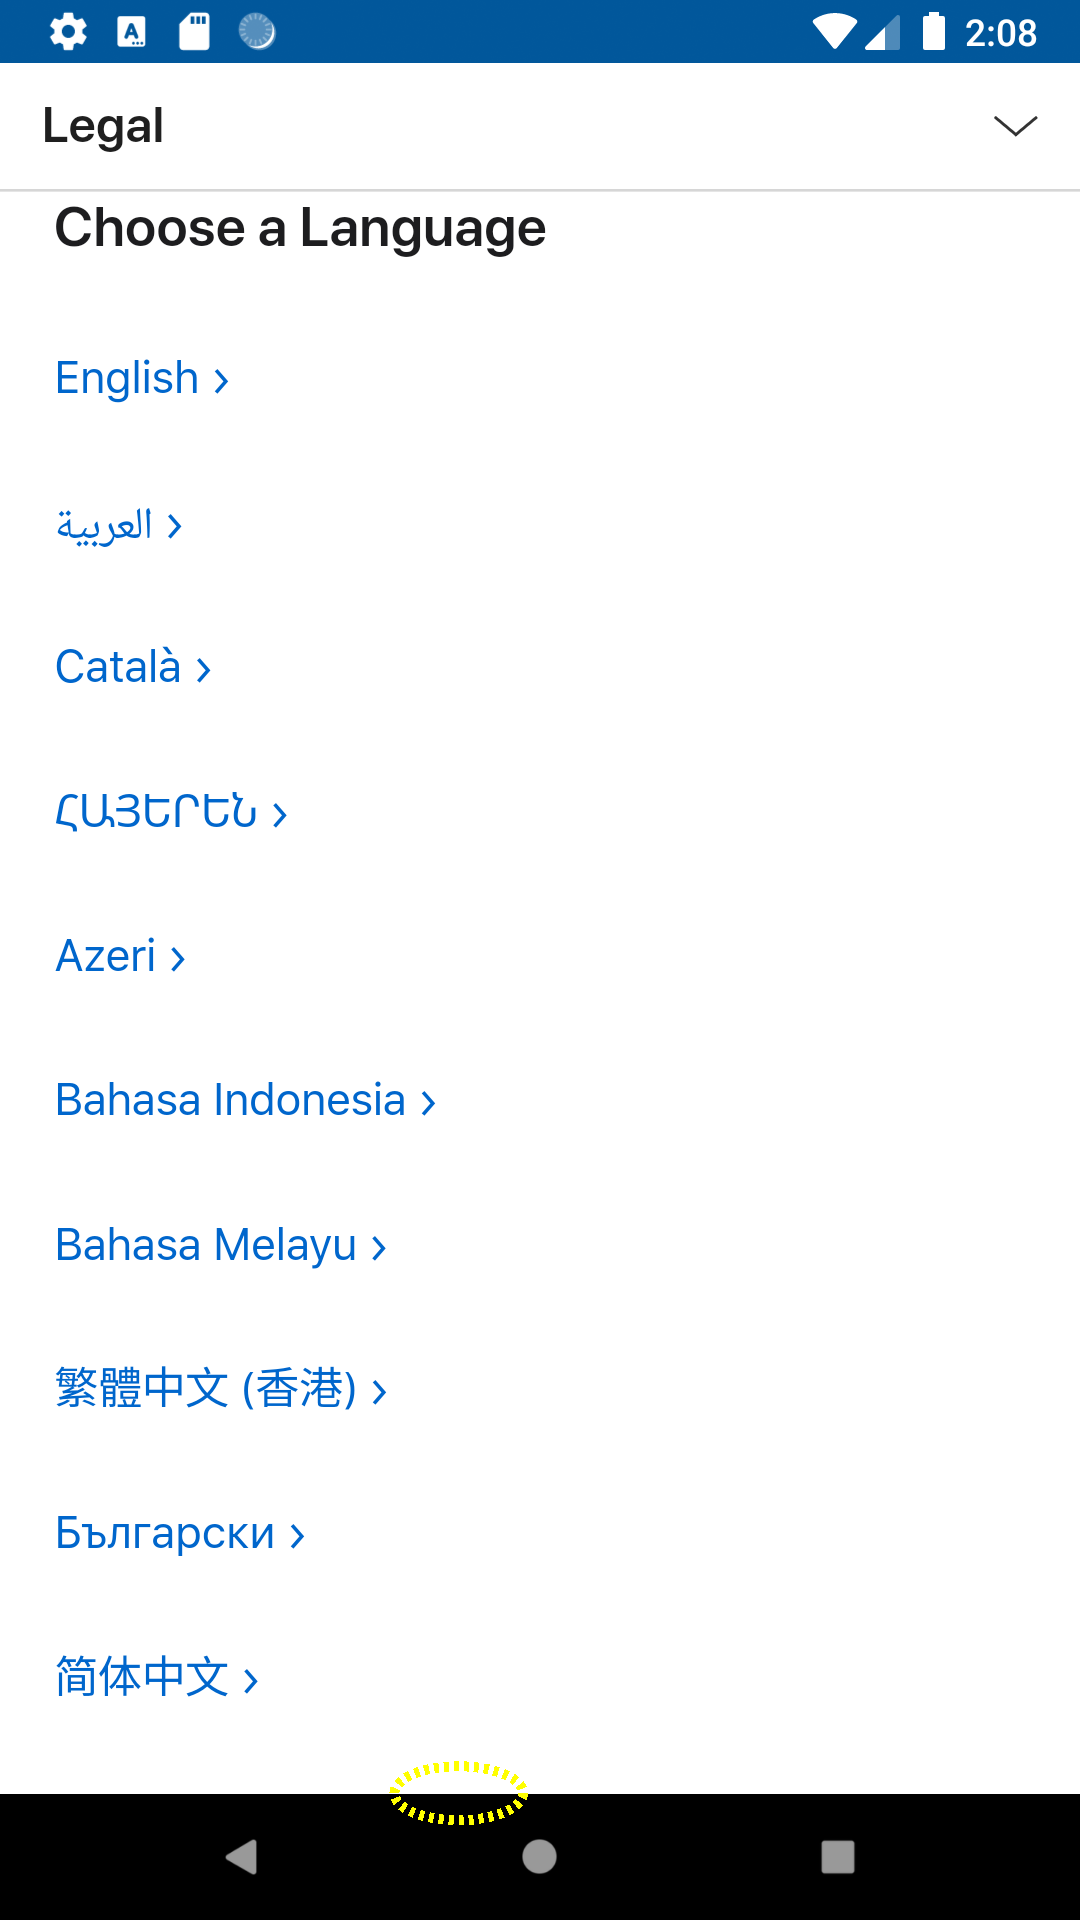 2:08
Legal
Choose a Language
English
العربية
Català
ՀԱՅԵՐԵՆ
Azeri
Bahasa Indonesia
Bahasa Melayu
繁體中文 (香港)
Български
简体中文